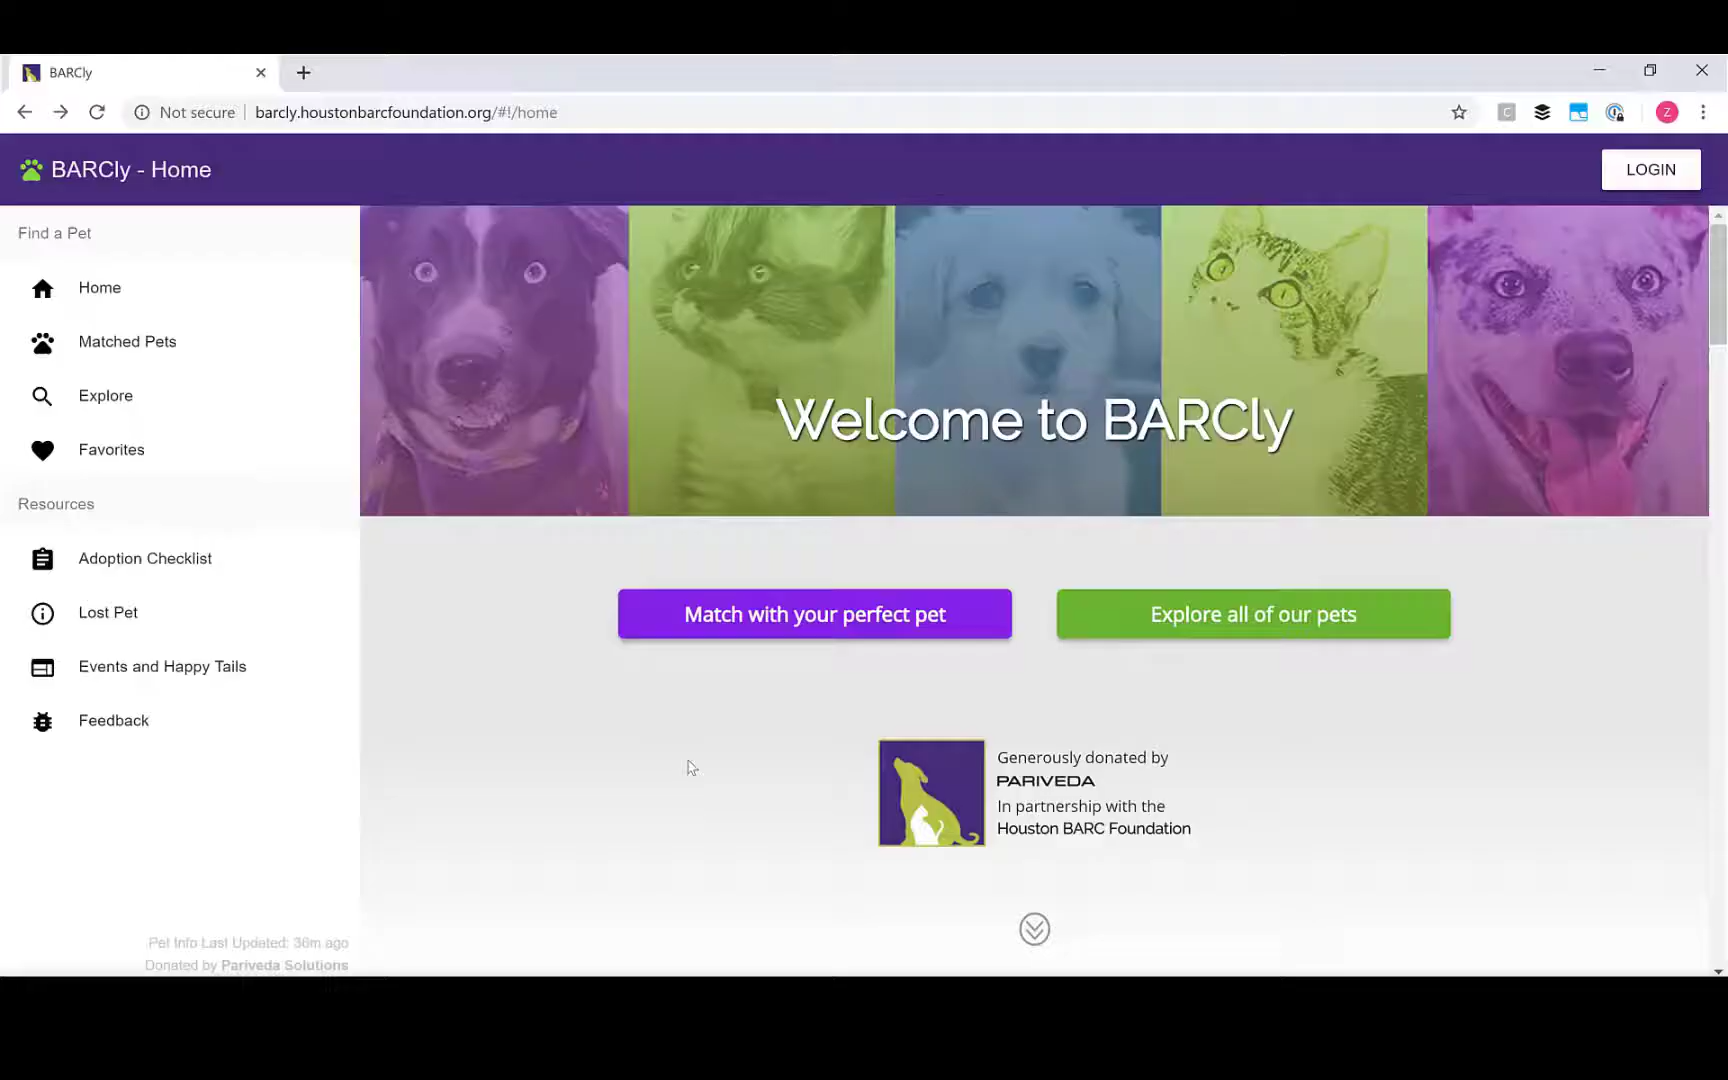 BARCly
Not secure
barcly.houstonbarcfoundation.org/#!/home
C
Z
BARCly - Home
LOGIN
Find a Pet
Home
Matched Pets
Explore
Favorites
Resources
Adoption Checklist
Lost Pet
Events and Happy Tails
Feedback
Pet Info Last Updated: 36m ago
Donated by Pariveda Solutions
Welcome to BARCly
Match with your perfect pet
Explore all of our pets
Generously donated by
PARIVEDA
In partnership with the
Houston BARC Foundation